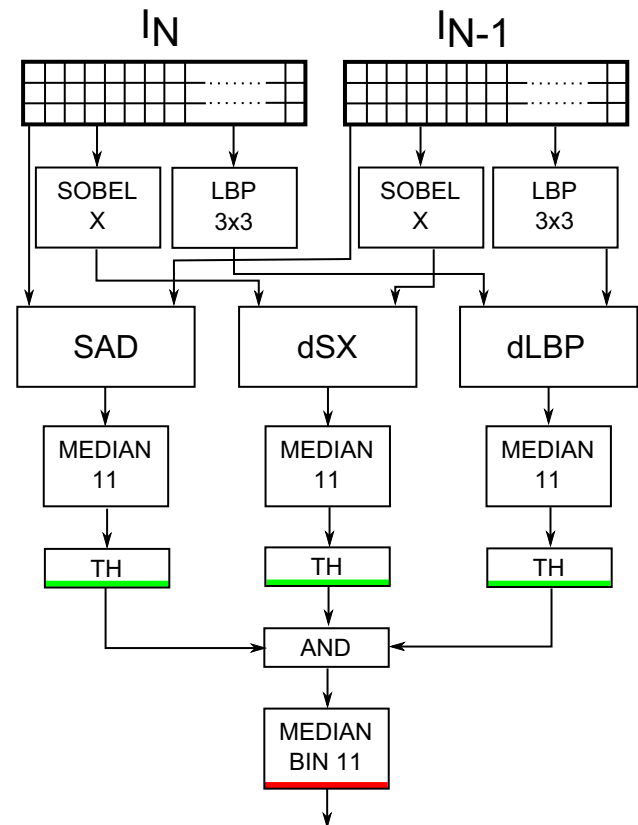 IN
IN-1
SOBEL
X
LBP
3x3
SOBEL
X
LBP
3x3
SAD
dSX
dLBP
MEDIAN
11
MEDIAN
11
MEDIAN
11
TH
TH
TH
AND
MEDIAN
BIN 11